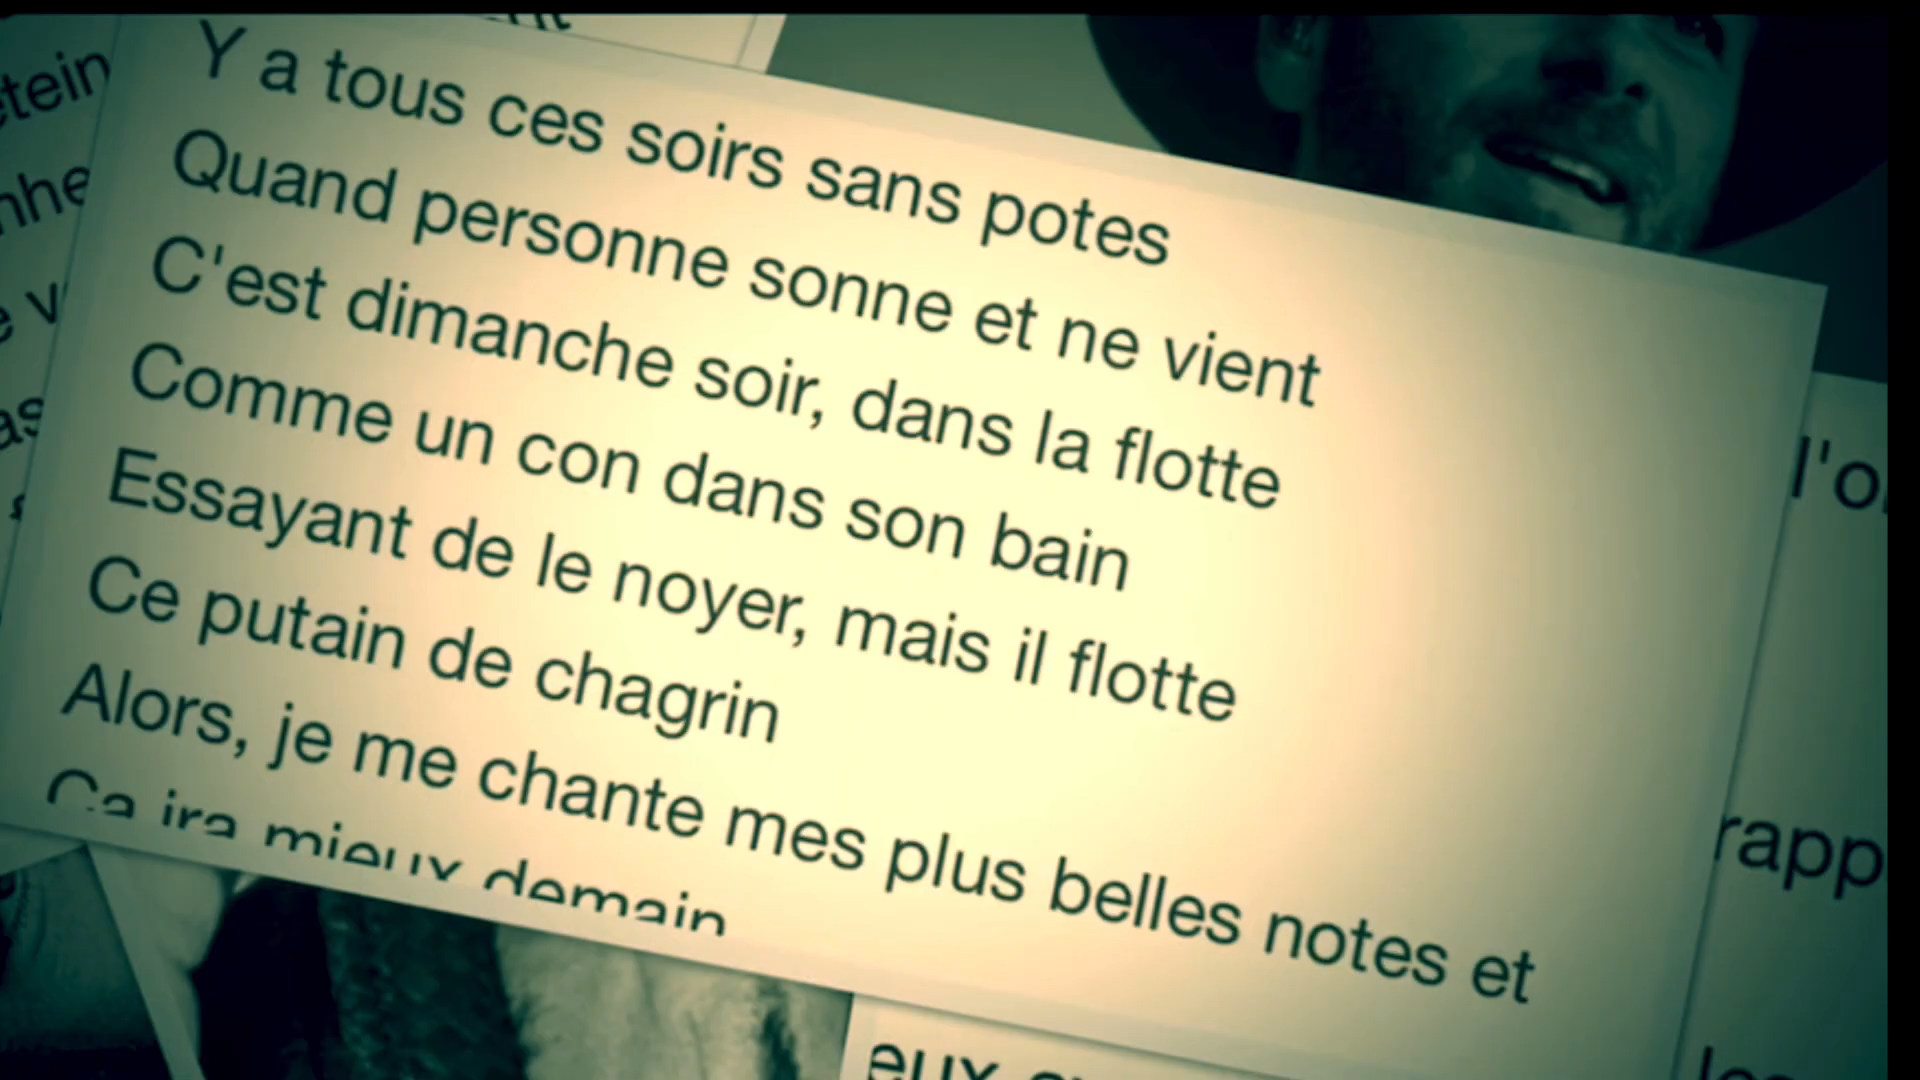 Y a tous ces soirs sans potes
Quand personne sonne et ne vient
C'est dimanche soir, dans la flotte
Comme un con dans son bain
Essayant de le noyer, mais il flotte
Ce putain de chagrin
Alors, je me chante mes plus belles notes et
Ça ira mieux demain